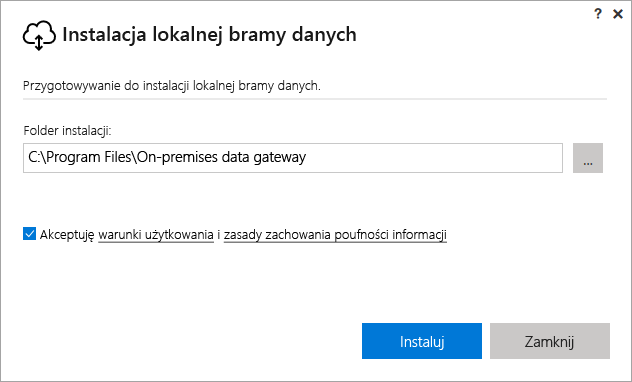 ? ×
Instalacja lokalnej bramy danych
Przygotowywanie do instalacji lokalnej bramy danych.
Folder instalacji:
C:\Program Files\On-premises data gateway
...
Akceptuję warunki użytkowania i zasady zachowania poufności informacji
Instaluj Zamknij